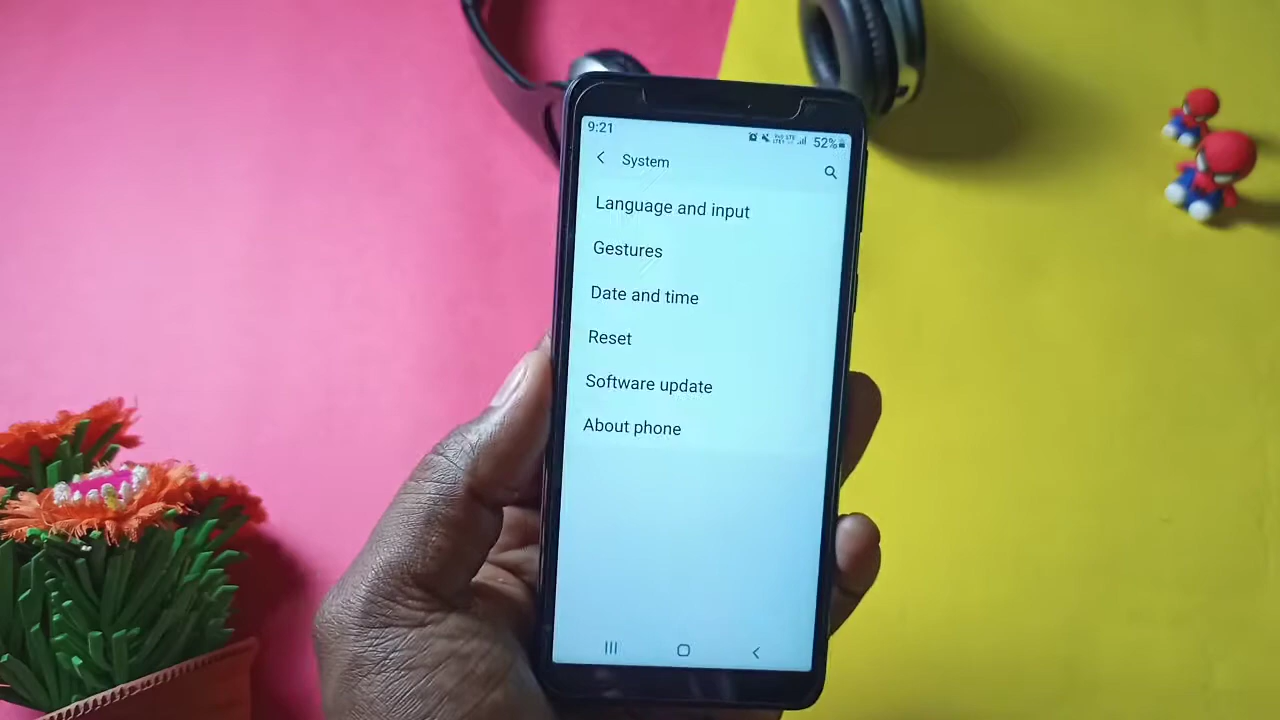 9:21
52%
System
Language and input
Gestures
Date and time
Reset
Software update
About phone